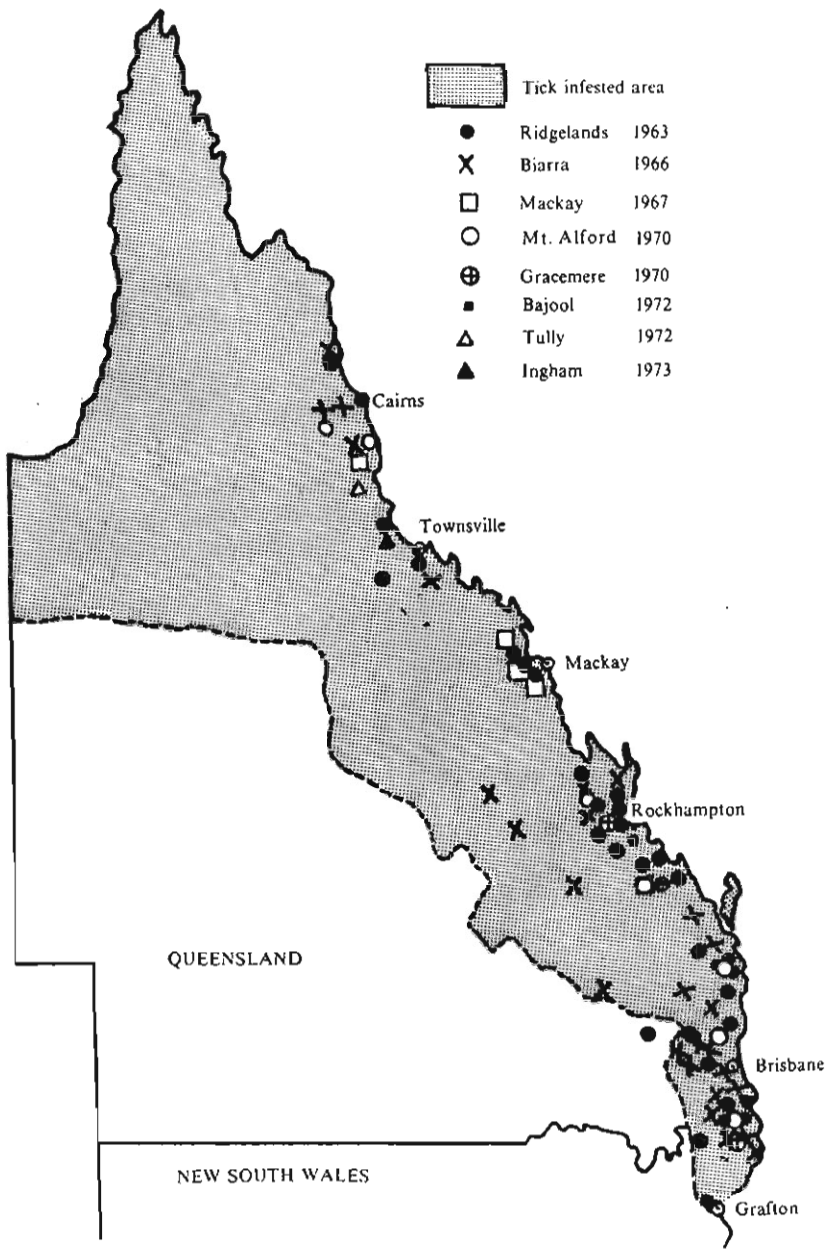 Tick infested area
Ridgelands 1963
Biarra 1966
Mackay 1967
Mt. Alford 1970
Gracemere 1970
Bajool 1972
Tully 1972
Ingham 1973
Cairns
Townsville
Mackay
Rockhampton
QUEENSLAND
Brisbane
NEW SOUTH WALES
Grafton